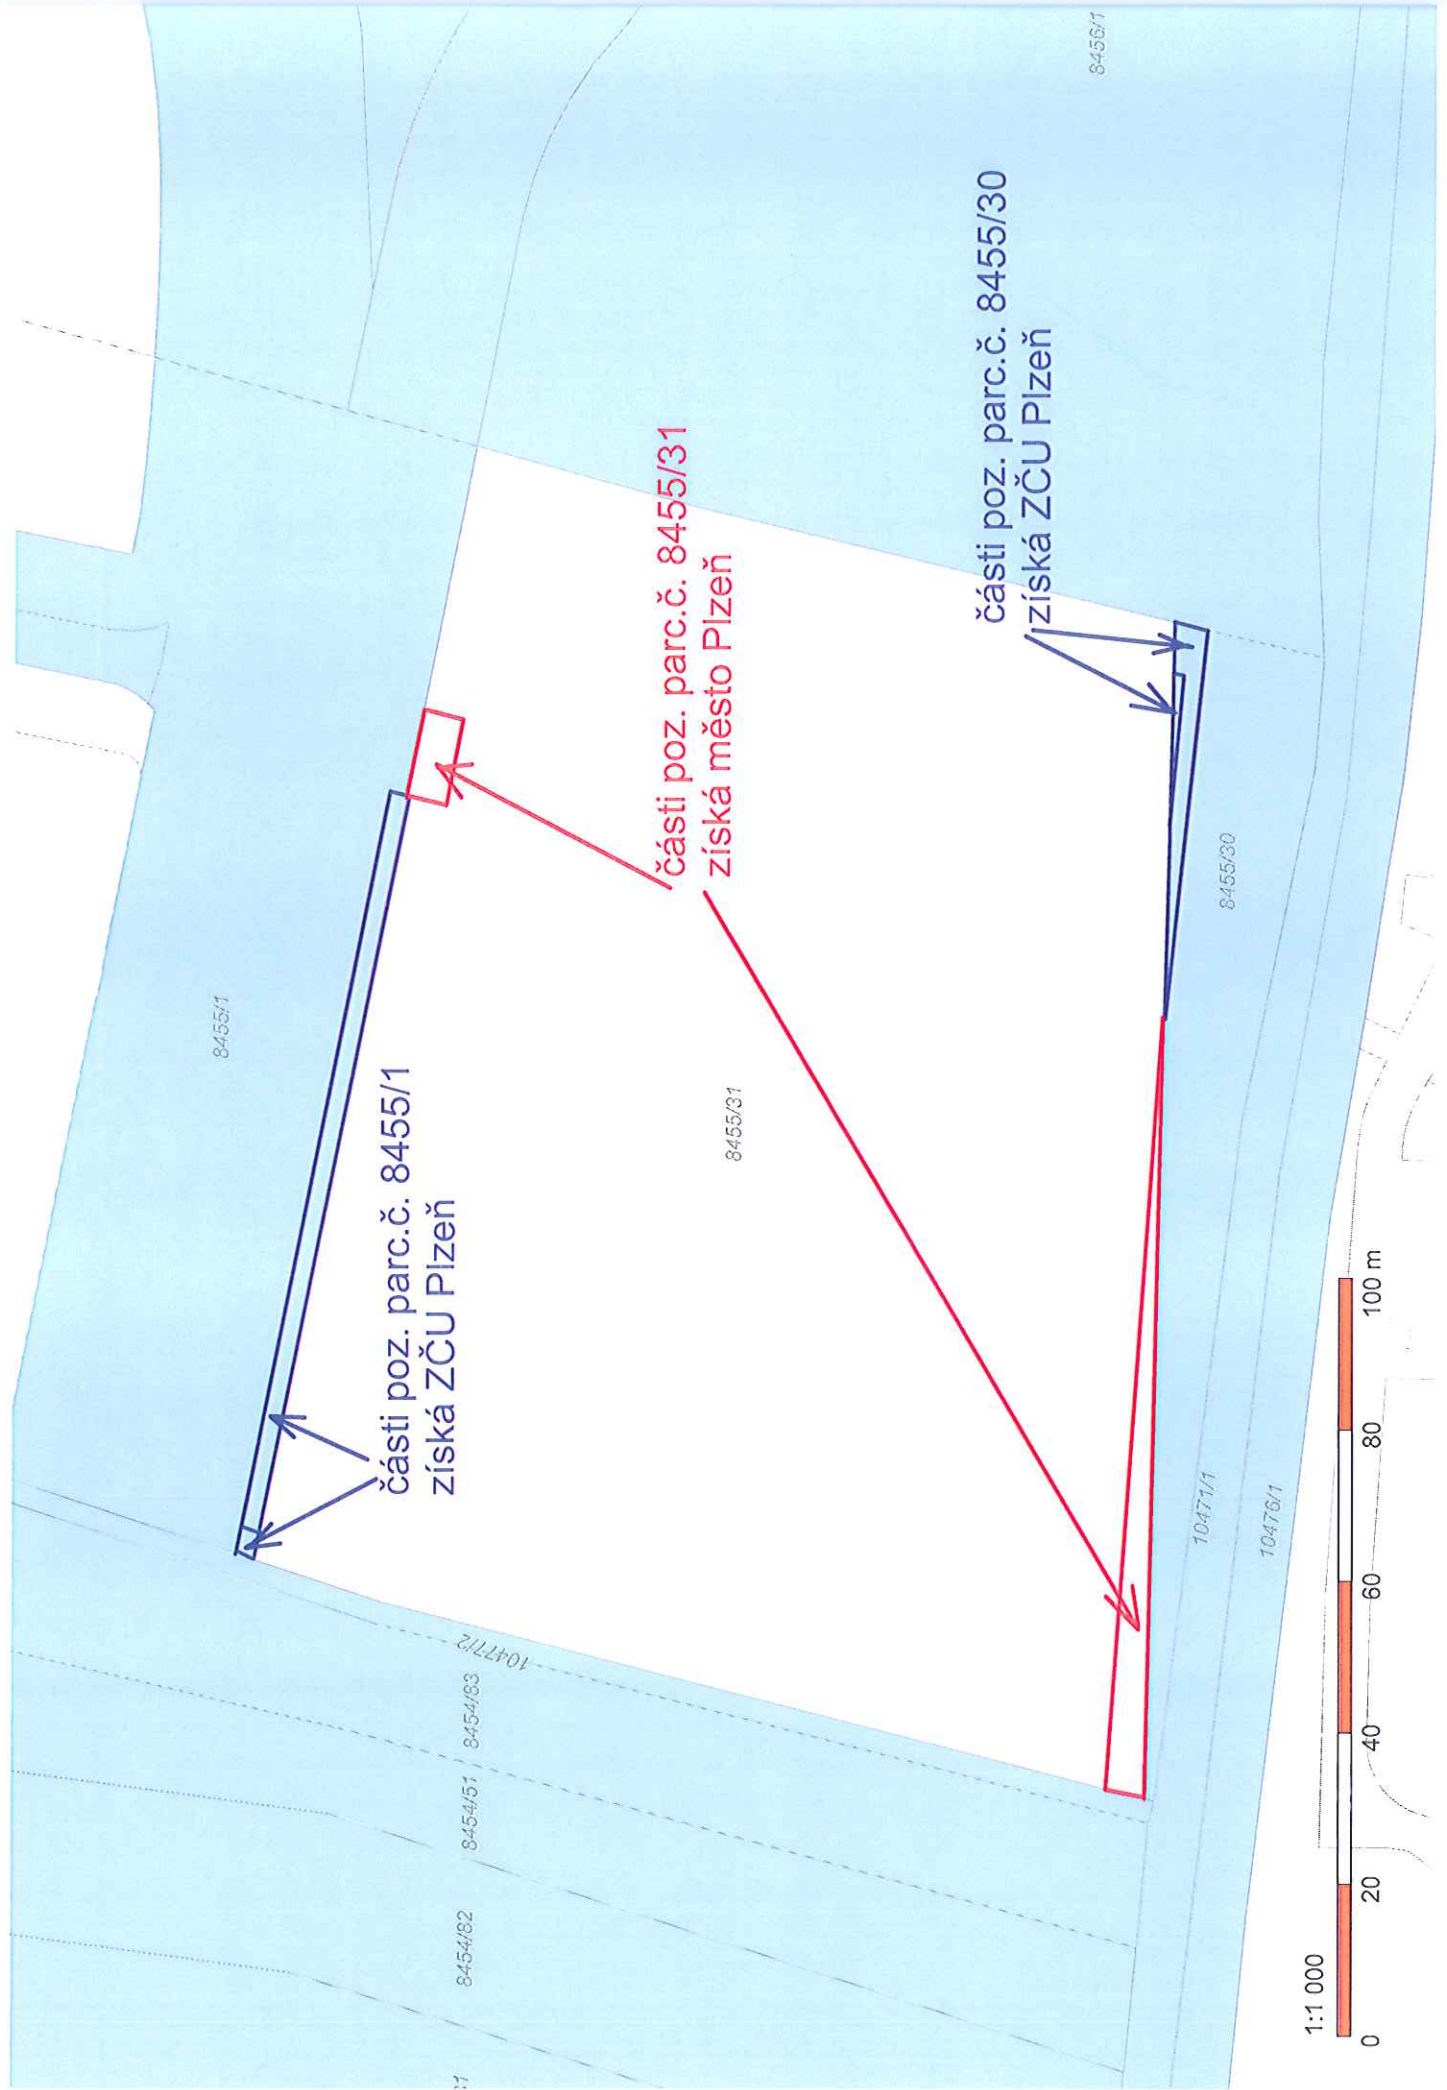 8455/1
části poz. parc.č. 8455/1
získá ZČU Plzeň
části poz. parc.č. 8455/31
získá město Plzeň
8456/1
části poz. parc.č. 8455/30
získá ZČU Plzeň
8455/31
8455/30
10477/2
8454/83
8454/51
8454/82
10471/1
10476/1
1:1 000
0 20 40 60 80 100 m